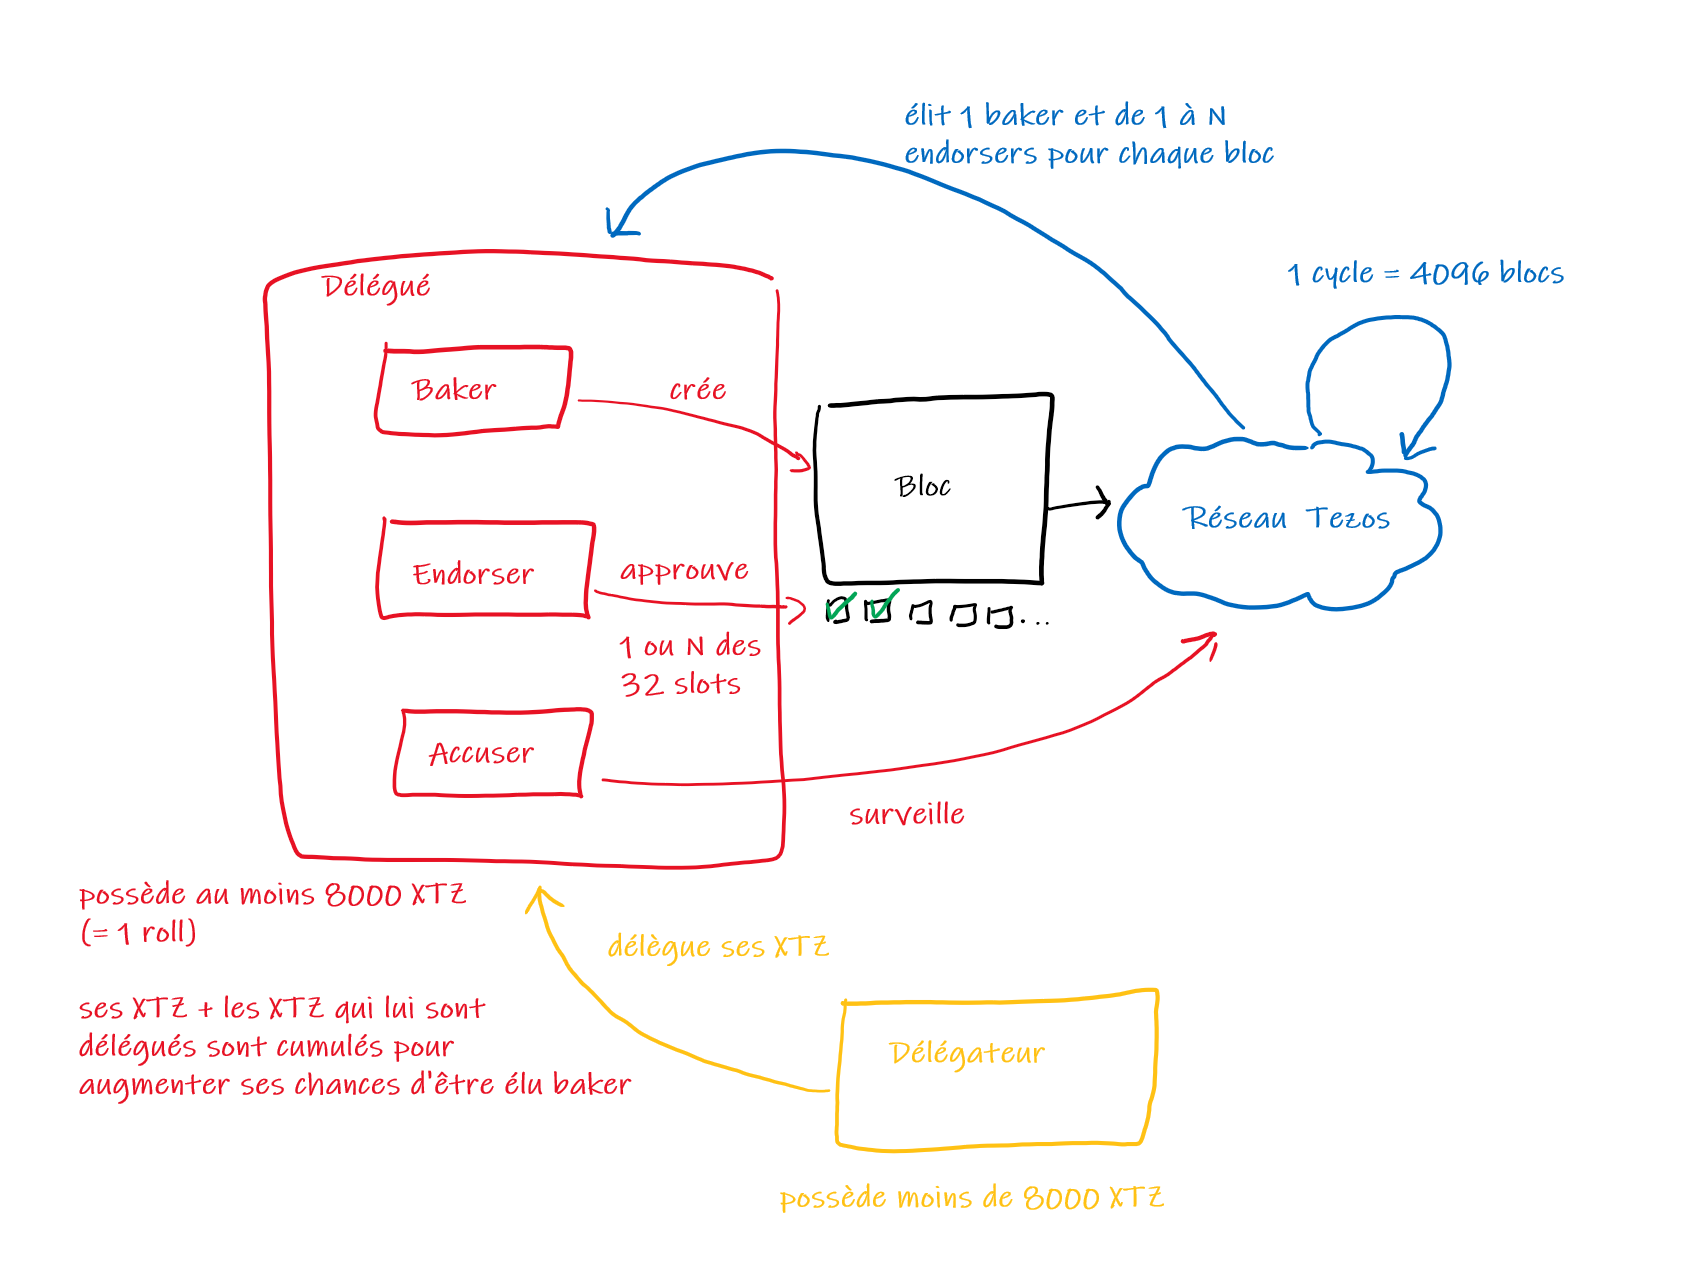 élit 1 baker et de 1 à N
endorsers pour chaque bloc
1 cycle = 4096 blocs
Délégué
Baker
crée
Bloc
Réseau Tezos
Endorser
approuve
1 ou N des
32 slots
...
Accuser
surveille
possède au moins 8000 XTZ
(= 1 roll)
délègue ses XTZ
ses XTZ + les XTZ qui lui sont
délégués sont cumulés pour
augmenter ses chances d'être élu baker
Délégateur
possède moins de 8000 XTZ